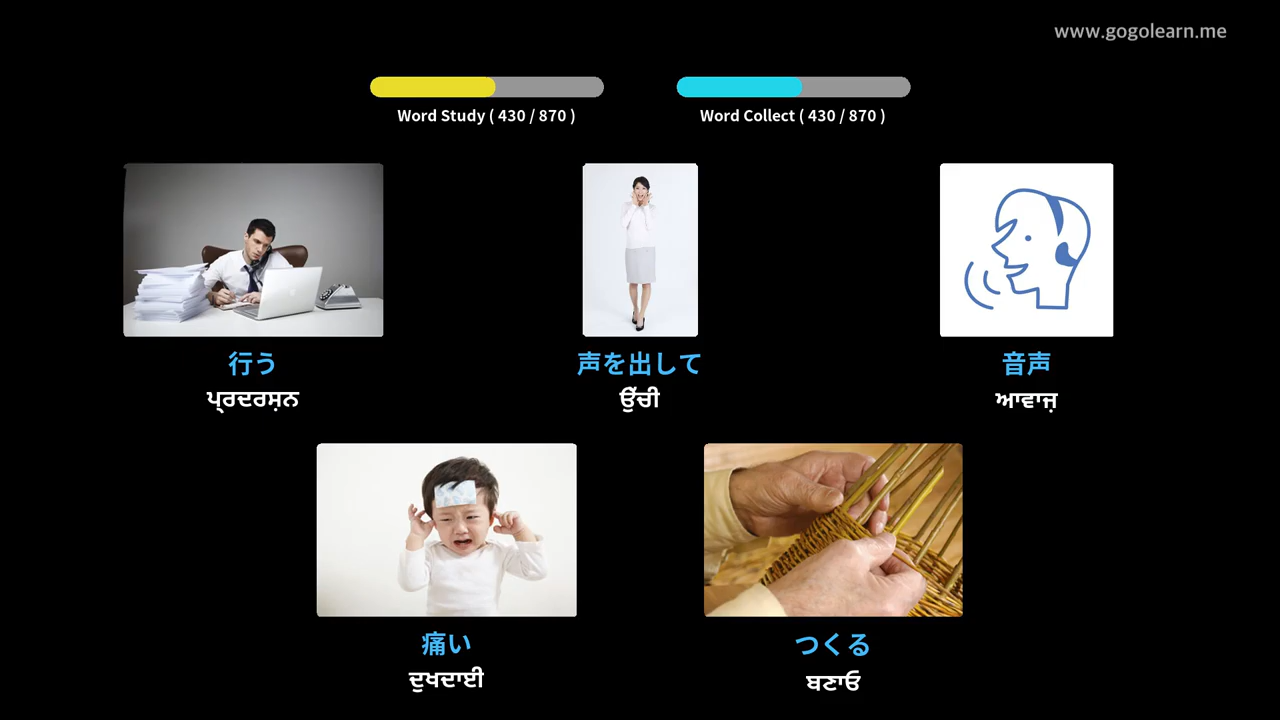 www.gogolearn.me
Word Study ( 430 / 870 )
Word Collect ( 430 / 870 )
行う
ਪ੍ਰਦਰਸ਼ਨ
声を出して
ਉੱਚੀ
音声
ਆਵਾਜ਼
痛い
ਦੁਖਦਾਈ
つくる
ਬਣਾਓ